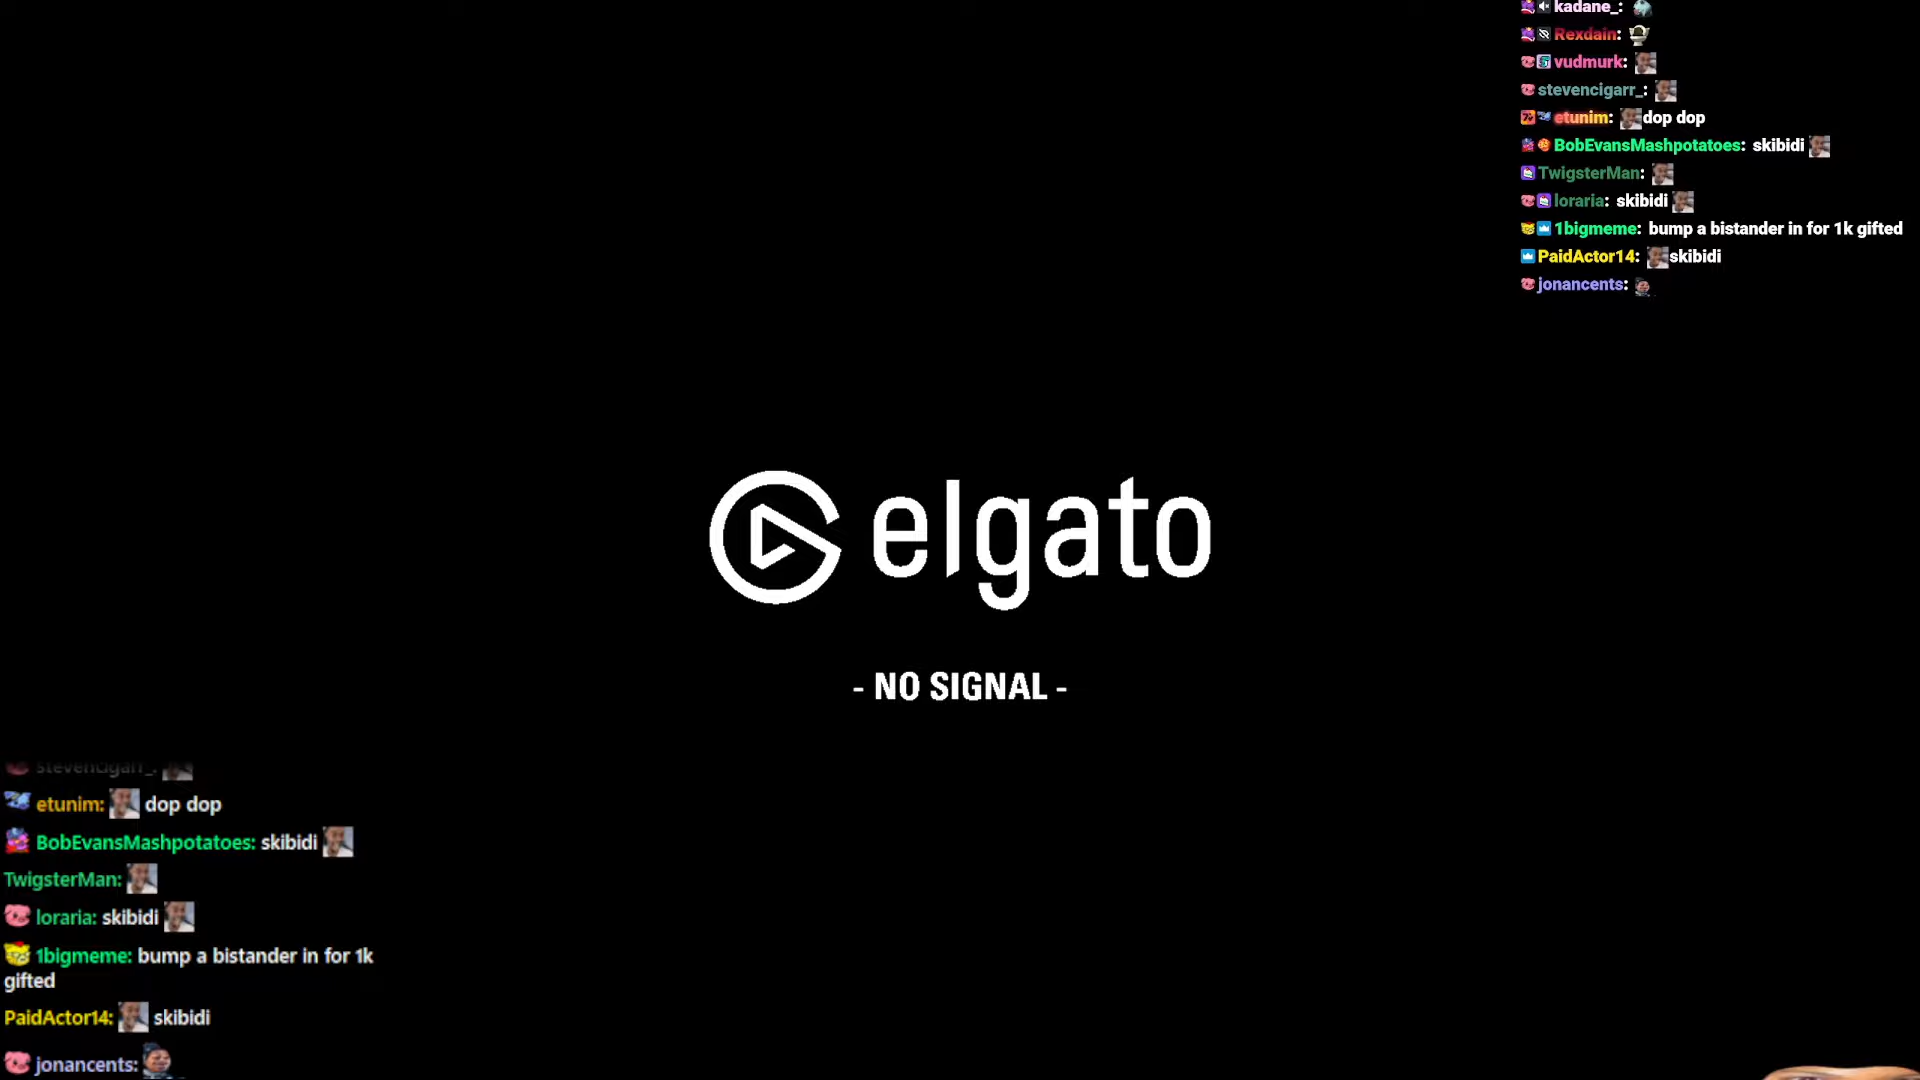 kadane_:
Rexdain:
vudmurk:
stevencigarr_:
etunim: dop dop
BobEvansMashpotatoes: skibidi
TwigsterMan:
loraria: skibidi
1bigmeme: bump a bistander in for 1k gifted
PaidActor14: skibidi
jonancents:
elgato
- NO SIGNAL -
stevencigarr_:
etunim: dop dop
BobEvansMashpotatoes: skibidi
TwigsterMan:
loraria: skibidi
1bigmeme: bump a bistander in for 1k
gifted
PaidActor14: skibidi
jonancents: